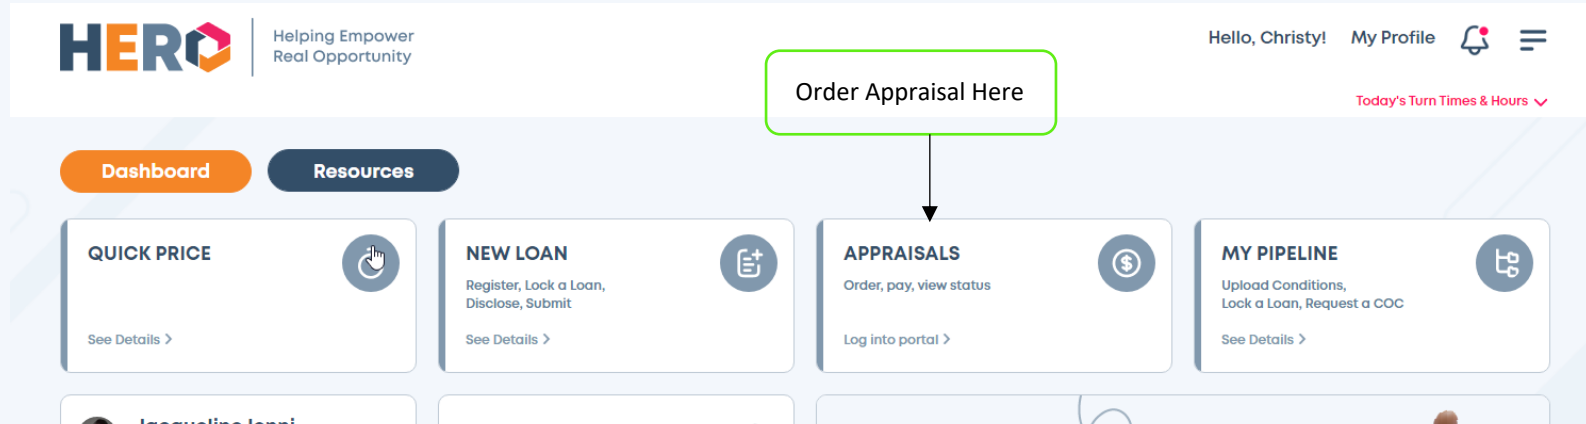 HERO
Helping Empower
Real Opportunity
Hello, Christy!
My Profile
Order Appraisal Here
Today's Turn Times & Hours
Dashboard
Resources
QUICK PRICE
See Details >
NEW LOAN
Register, Lock a Loan,
Disclose, Submit
See Details >
APPRAISALS
Order, pay, view status
Log into portal >
MY PIPELINE
Upload Conditions,
Lock a Loan, Request a COC
See Details >